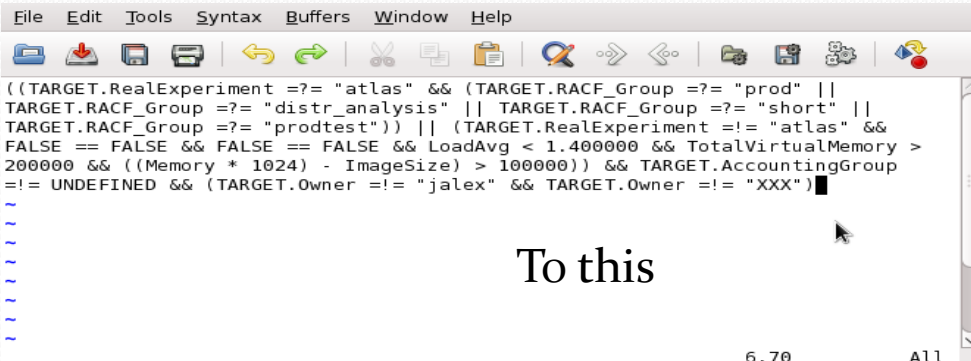 File Edit Tools Syntax Buffers Window Help
((TARGET.RealExperiment =?= "atlas" && (TARGET.RACF_Group =?= "prod" ||
TARGET.RACF_Group =?= "distr_analysis" || TARGET.RACF_Group =?= "short" ||
TARGET.RACF_Group =?= "prodtest")) || (TARGET.RealExperiment =!= "atlas" &&
FALSE == FALSE && FALSE == FALSE && LoadAvg < 1.400000 && TotalVirtualMemory >
200000 && ((Memory * 1024) - ImageSize) > 100000)) && TARGET.AccountingGroup
=!= UNDEFINED && (TARGET.Owner =!= "jalex" && TARGET.Owner =!= "XXX")
~
~
~
~
~
~
~
~
To this
6,70 All